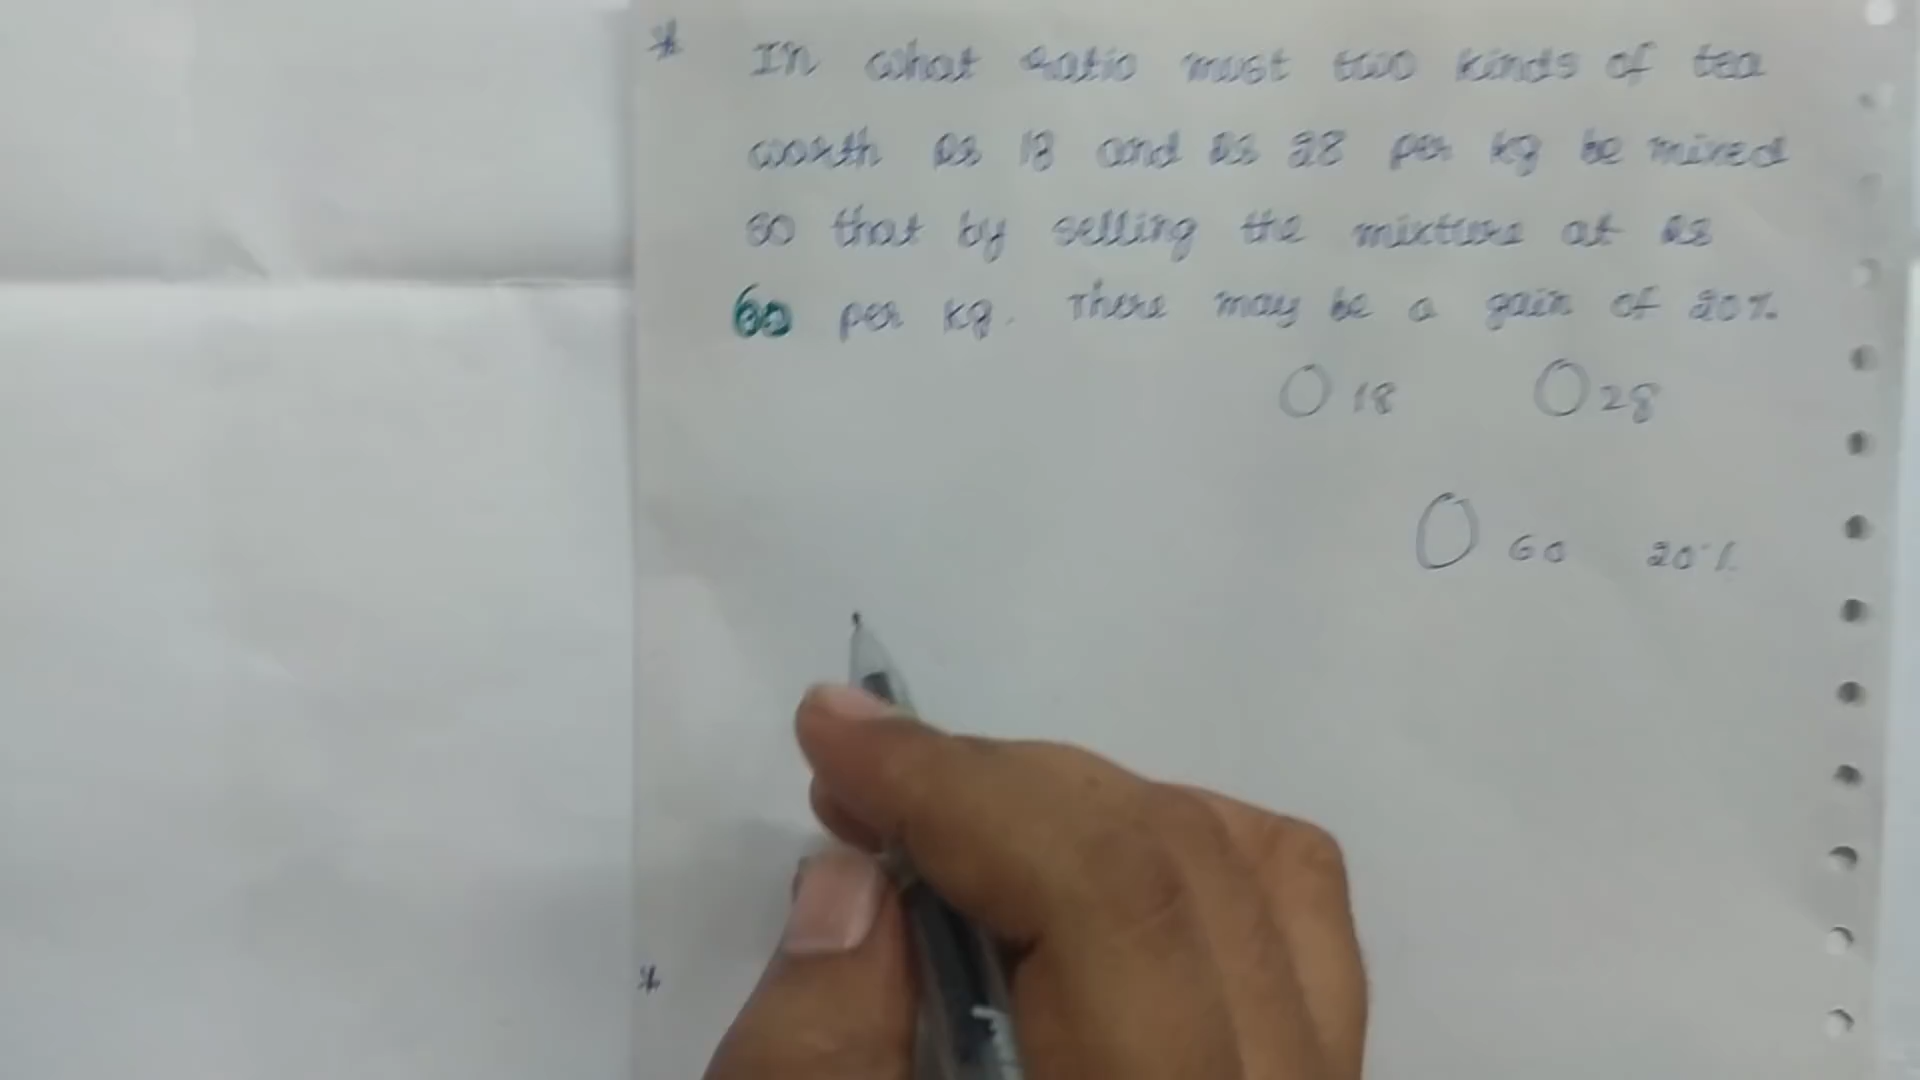 * In what ratio must two kinds of tea
worth Rs 18 and Rs 28 per kg be mixed
so that by selling the mixture at Rs
60 per kg. There may be a gain of 20%.
18 28
60 20%
*